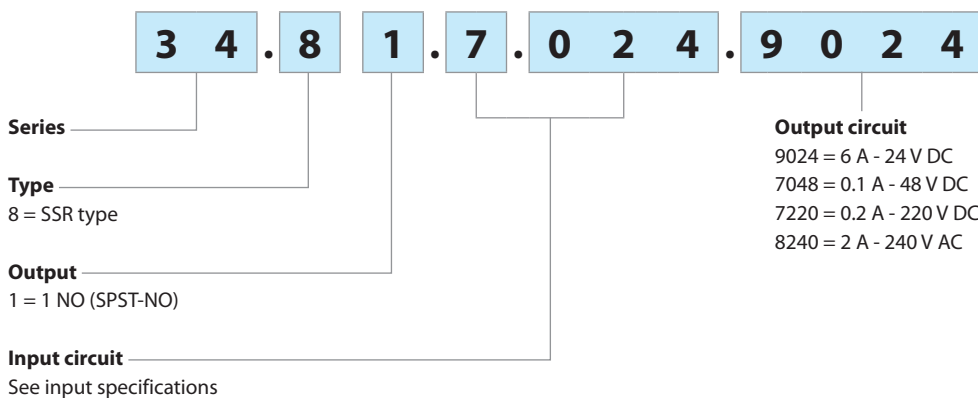 3 4 . 8 1 . 7 . 0 2 4 . 9 0 2 4
Series
Type
8 = SSR type
Output
1 = 1 NO (SPST-NO)
Input circuit
See input specifications
Output circuit
9024 = 6 A - 24 V DC
7048 = 0.1 A - 48 V DC
7220 = 0.2 A - 220 V DC
8240 = 2 A - 240 V AC